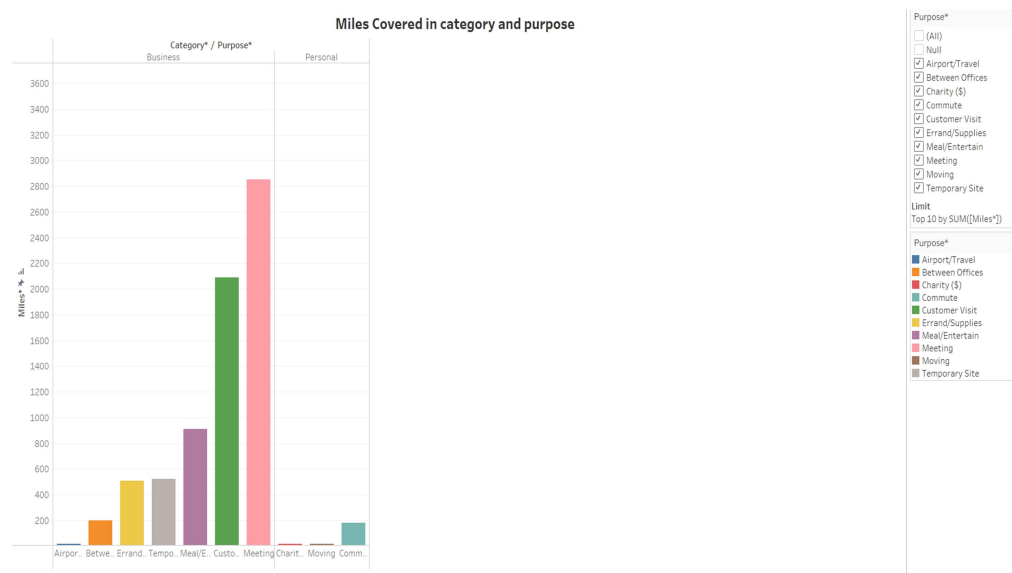 Miles Covered in category and purpose
Category* / Purpose*
Business
Personal
3600
3400
3200
3000
2800
2600
2400
2200
2000
1800
1600
1400
1200
1000
800
600
400
200
Miles*
Airpor..
Betwe..
Errand..
Tempo..
Meal/E..
Custo..
Meeting
Charit..
Moving
Comm..
Purpose*
(All)
Null
Airport/Travel
Between Offices
Charity ($)
Commute
Customer Visit
Errand/Supplies
Meal/Entertain
Meeting
Moving
Temporary Site
Limit
Top 10 by SUM([Miles*])
Purpose*
Airport/Travel
Between Offices
Charity ($)
Commute
Customer Visit
Errand/Supplies
Meal/Entertain
Meeting
Moving
Temporary Site